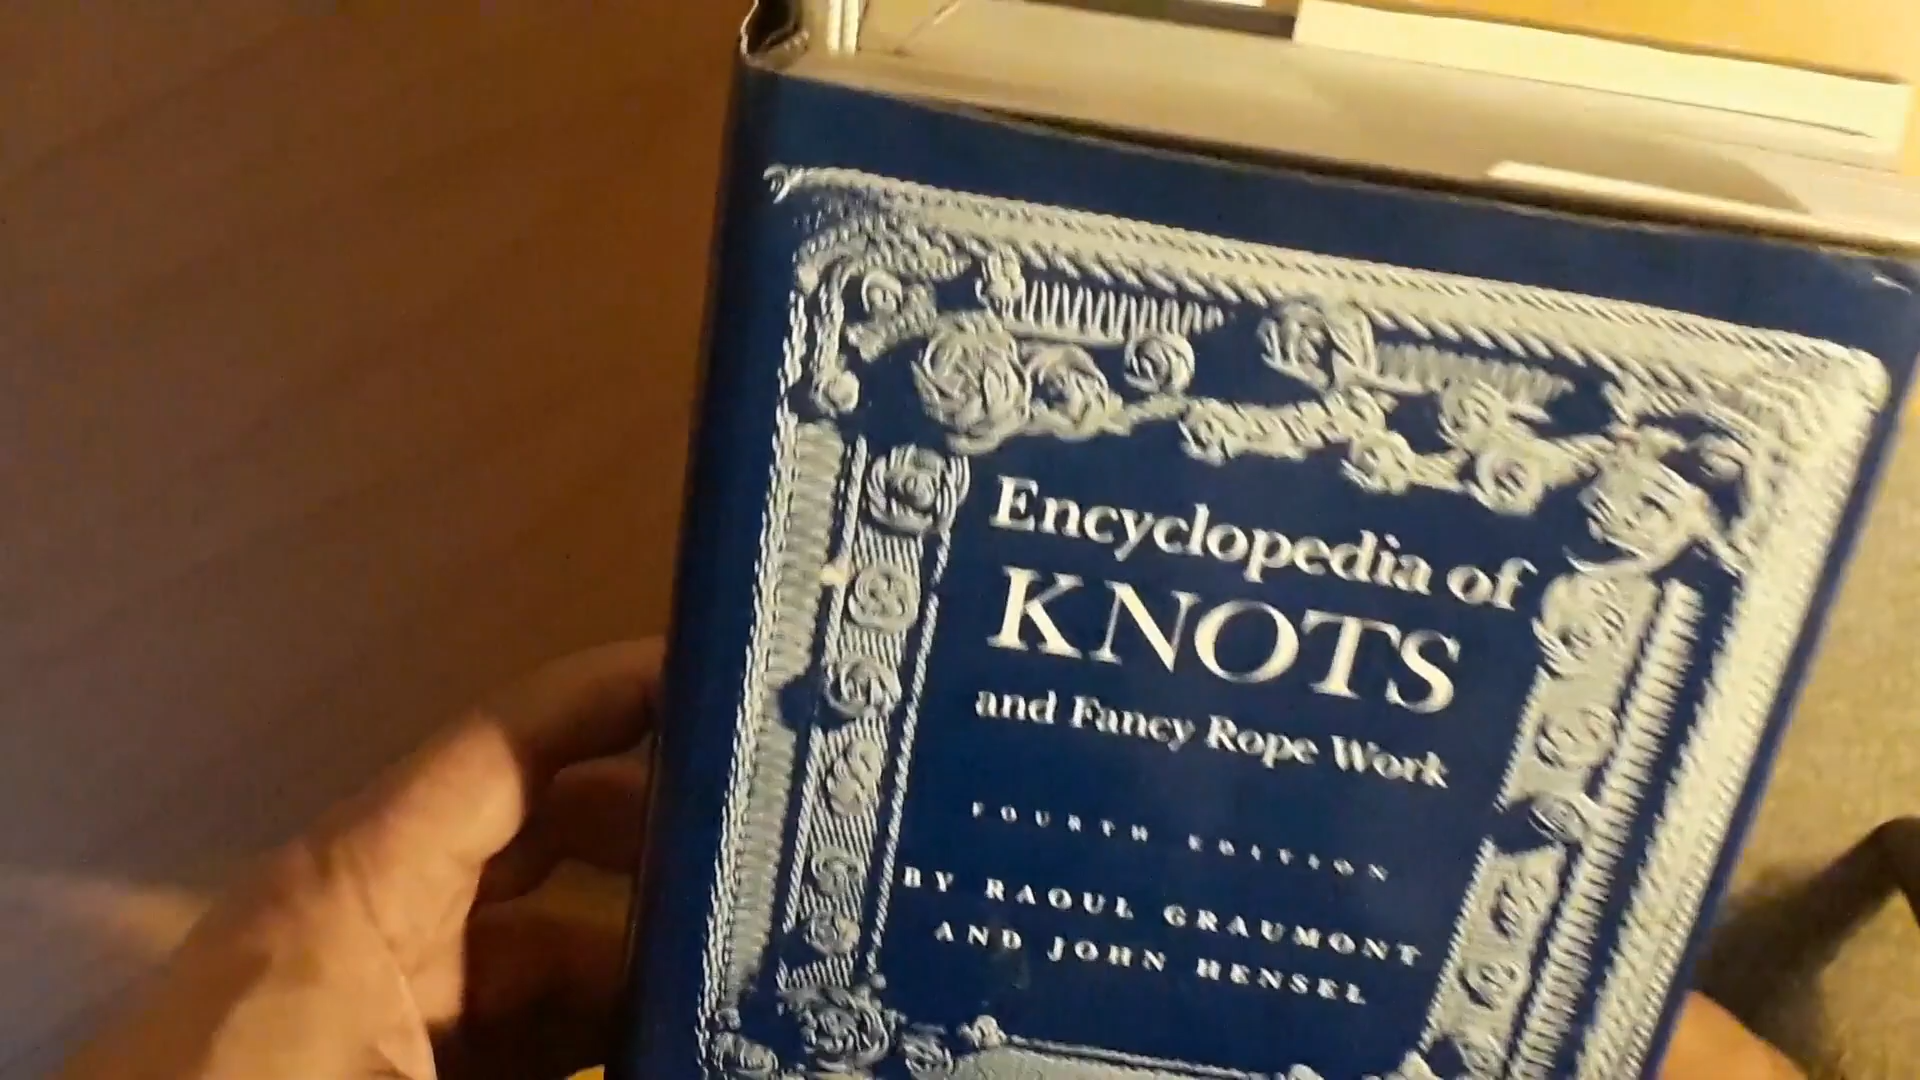 Encyclopedia of
KNOTS
and Fancy Rope Work
FOURTH EDITION
BY RAOUL GRAUMONT
AND JOHN HENSEL